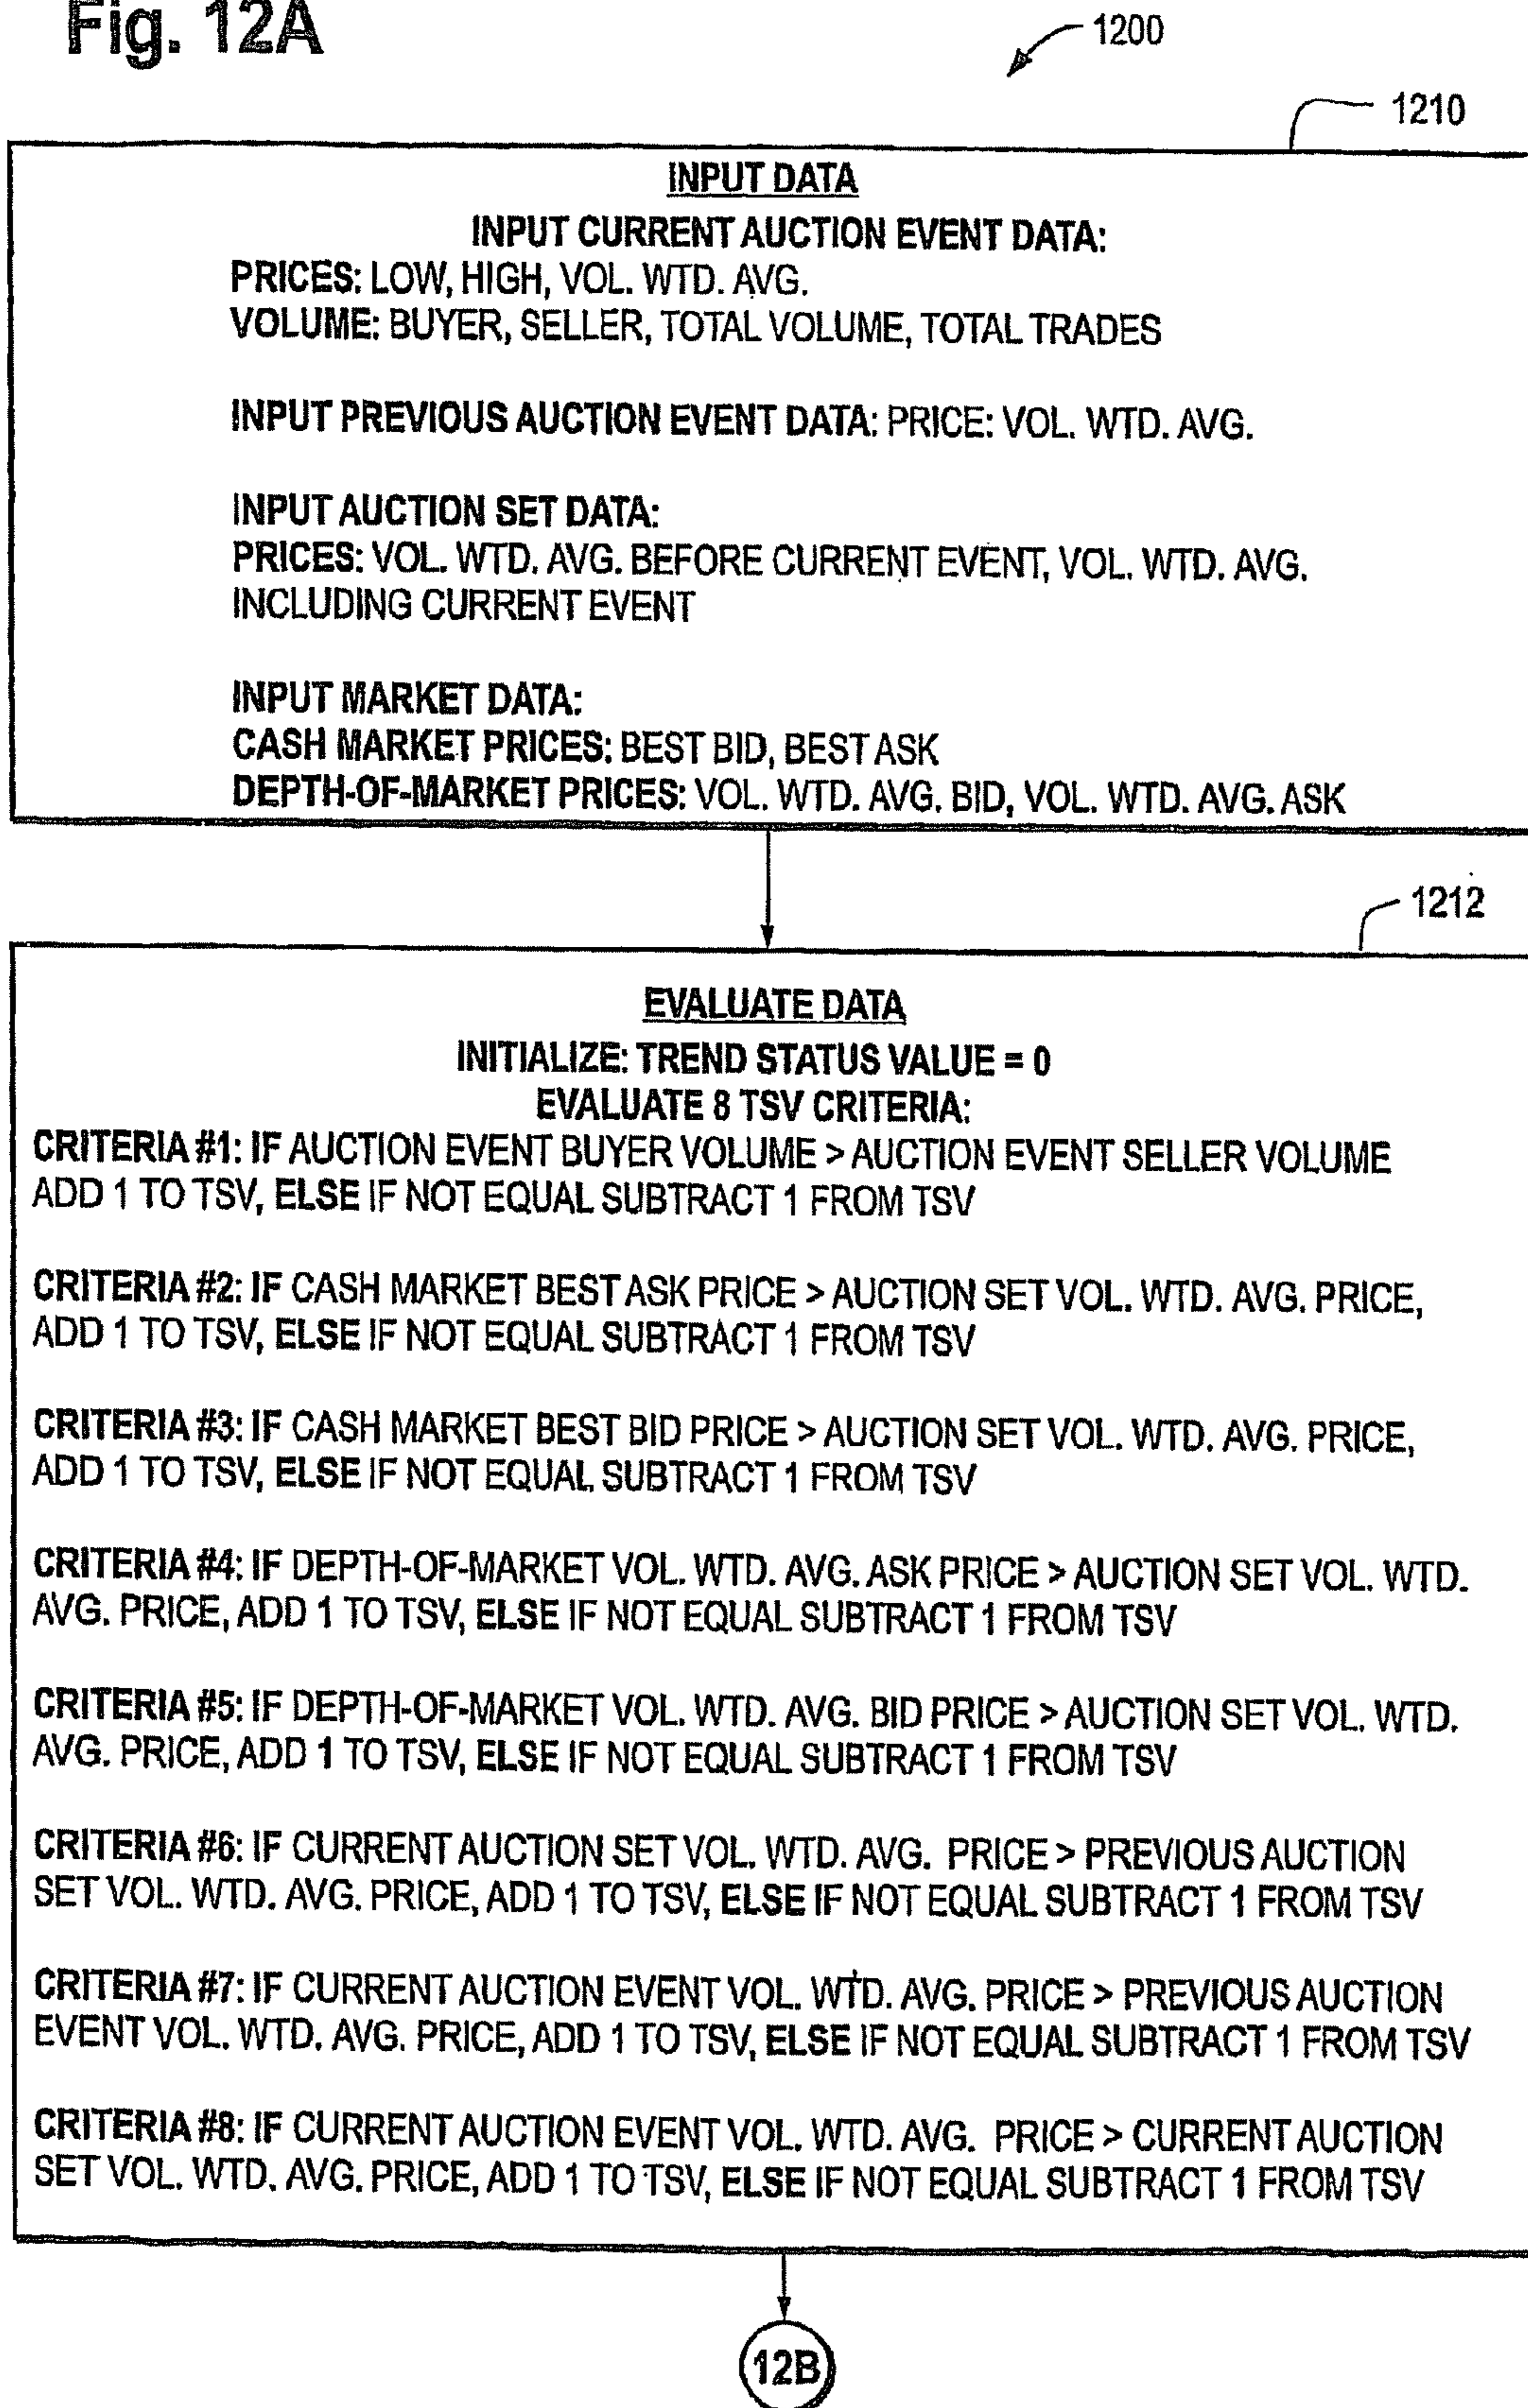 Fig. 12A
1200
1210
INPUT DATA
INPUT CURRENT AUCTION EVENT DATA:
PRICES: LOW, HIGH, VOL. WTD. AVG.
VOLUME: BUYER, SELLER, TOTAL VOLUME, TOTAL TRADES
INPUT PREVIOUS AUCTION EVENT DATA: PRICE: VOL. WTD. AVG.
INPUT AUCTION SET DATA:
PRICES: VOL. WTD. AVG. BEFORE CURRENT EVENT, VOL. WTD. AVG.
INCLUDING CURRENT EVENT
INPUT MARKET DATA:
CASH MARKET PRICES: BEST BID, BEST ASK
DEPTH-OF-MARKET PRICES: VOL. WTD. AVG. BID, VOL. WTD. AVG. ASK
1212
EVALUATE DATA
INITIALIZE: TREND STATUS VALUE = 0
EVALUATE 8 TSV CRITERIA:
CRITERIA #1: IF AUCTION EVENT BUYER VOLUME > AUCTION EVENT SELLER VOLUME
ADD 1 TO TSV, ELSE IF NOT EQUAL SUBTRACT 1 FROM TSV
CRITERIA #2: IF CASH MARKET BEST ASK PRICE > AUCTION SET VOL. WTD. AVG. PRICE,
ADD 1 TO TSV, ELSE IF NOT EQUAL SUBTRACT 1 FROM TSV
CRITERIA #3: IF CASH MARKET BEST BID PRICE > AUCTION SET VOL. WTD. AVG. PRICE,
ADD 1 TO TSV, ELSE IF NOT EQUAL SUBTRACT 1 FROM TSV
CRITERIA #4: IF DEPTH-OF-MARKET VOL. WTD. AVG. ASK PRICE > AUCTION SET VOL. WTD.
AVG. PRICE, ADD 1 TO TSV, ELSE IF NOT EQUAL SUBTRACT 1 FROM TSV
CRITERIA #5: IF DEPTH-OF-MARKET VOL. WTD. AVG. BID PRICE > AUCTION SET VOL. WTD.
AVG. PRICE, ADD 1 TO TSV, ELSE IF NOT EQUAL SUBTRACT 1 FROM TSV
CRITERIA #6: IF CURRENT AUCTION SET VOL. WTD. AVG. PRICE > PREVIOUS AUCTION
SET VOL. WTD. AVG. PRICE, ADD 1 TO TSV, ELSE IF NOT EQUAL SUBTRACT 1 FROM TSV
CRITERIA #7: IF CURRENT AUCTION EVENT VOL. WTD. AVG. PRICE > PREVIOUS AUCTION
EVENT VOL. WTD. AVG. PRICE, ADD 1 TO TSV, ELSE IF NOT EQUAL SUBTRACT 1 FROM TSV
CRITERIA #8: IF CURRENT AUCTION EVENT VOL. WTD. AVG. PRICE > CURRENT AUCTION
SET VOL. WTD. AVG. PRICE, ADD 1 TO TSV, ELSE IF NOT EQUAL SUBTRACT 1 FROM TSV
12B